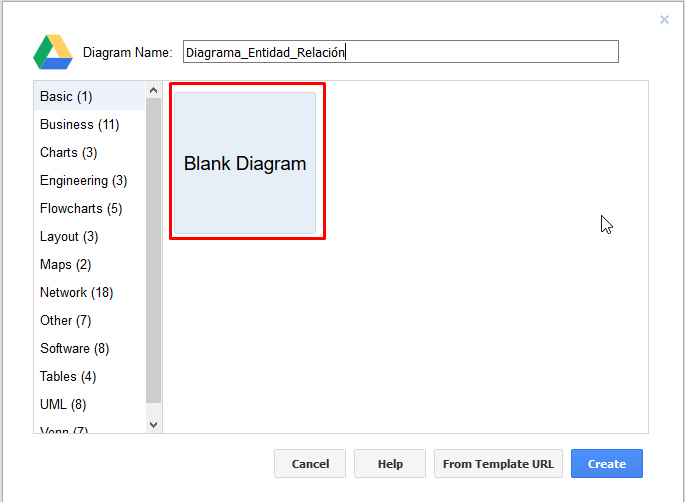 Diagram Name: Diagrama_Entidad_Relación
Basic (1)
Business (11)
Charts (3)
Engineering (3)
Flowcharts (5)
Layout (3)
Maps (2)
Network (18)
Other (7)
Software (8)
Tables (4)
UML (8)
Venn (7)
Blank Diagram
Cancel
Help
From Template URL
Create